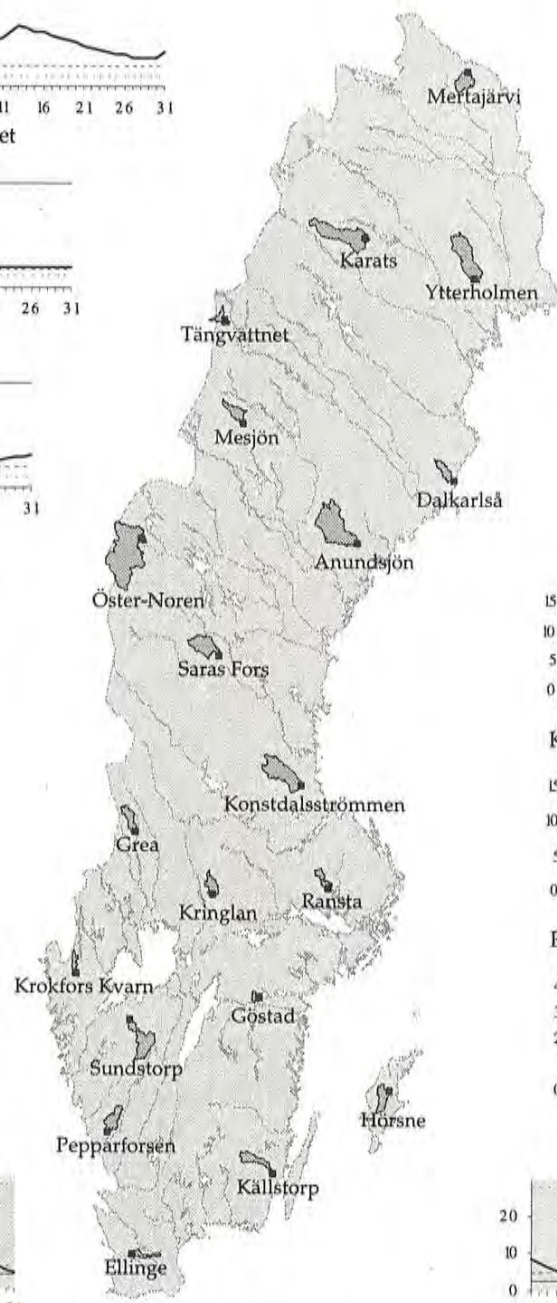 11 16 21 26 31
et
26 31
31
Mertajärvi
Karats
Ytterholmen
Tängvattnet
Mesjön
Dalkarlså
Anundsjön
Öster-Noren
Saras Fors
Konstdalsströmmen
Grea
Kringlan
Ransta
Krokfors Kvarn
Göstad
Sundstorp
Hörsne
Pepparforsen
Källstorp
Ellinge
15
10
5
0
15
10
5
0
20
10
0